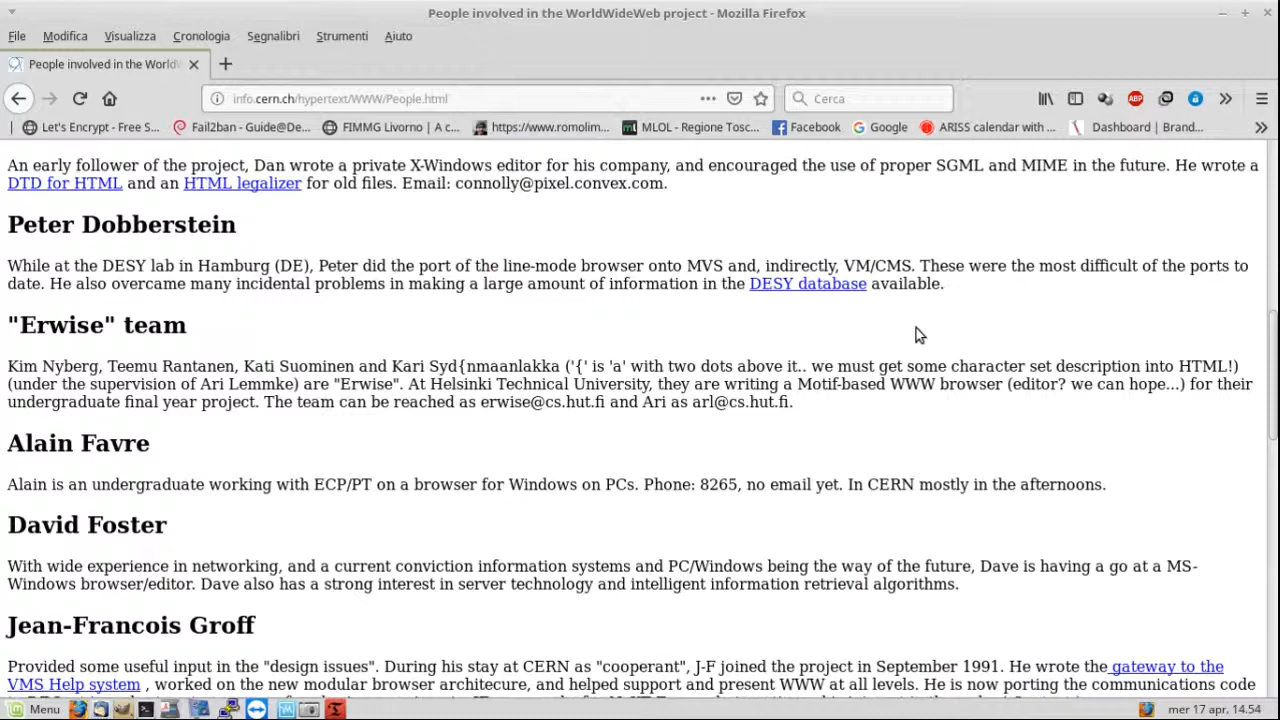 People involved in the WorldWideWeb project - Mozilla Firefox
File Modifica Visualizza Cronologia Segnalibri Strumenti Aiuto
People involved in the WorldW
info.cern.ch/hypertext/WWW/People.html
Cerca
ABP
Let's Encrypt - Free S...
Fail2ban - Guide@De...
FIMMG Livorno | A c...
https://www.romolim...
MLOL - Regione Tosc...
Facebook
Google
ARISS calendar with ...
Dashboard | Brand...
An early follower of the project, Dan wrote a private X-Windows editor for his company, and encouraged the use of proper SGML and MIME in the future. He wrote a
DTD for HTML and an HTML legalizer for old files. Email: connolly@pixel.convex.com.
Peter Dobberstein
While at the DESY lab in Hamburg (DE), Peter did the port of the line-mode browser onto MVS and, indirectly, VM/CMS. These were the most difficult of the ports to
date. He also overcame many incidental problems in making a large amount of information in the DESY database available.
"Erwise" team
Kim Nyberg, Teemu Rantanen, Kati Suominen and Kari Syd{nmaanlakka ('{' is 'a' with two dots above it.. we must get some character set description into HTML!)
(under the supervision of Ari Lemmke) are "Erwise". At Helsinki Technical University, they are writing a Motif-based WWW browser (editor? we can hope...) for their
undergraduate final year project. The team can be reached as erwise@cs.hut.fi and Ari as arl@cs.hut.fi.
Alain Favre
Alain is an undergraduate working with ECP/PT on a browser for Windows on PCs. Phone: 8265, no email yet. In CERN mostly in the afternoons.
David Foster
With wide experience in networking, and a current conviction information systems and PC/Windows being the way of the future, Dave is having a go at a MS-
Windows browser/editor. Dave also has a strong interest in server technology and intelligent information retrieval algorithms.
Jean-Francois Groff
Provided some useful input in the "design issues". During his stay at CERN as "cooperant", J-F joined the project in September 1991. He wrote the gateway to the
VMS Help system , worked on the new modular browser architecure, and helped support and present WWW at all levels. He is now porting the communications code
Menu
mer 17 apr, 14.54